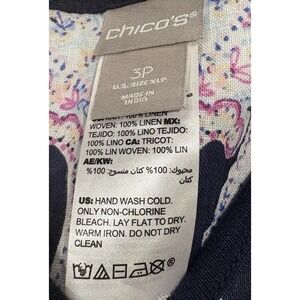 chico's®
3P
U.S. SIZE XLP
MADE IN
INDIA
100% LINEN
WOVEN: 100% LINEN MX:
TEJIDO: 100% LINO TEJIDO:
100% LINO CA: TRICOT:
100% LIN WOVEN: 100% LIN
AE/KW:
محبوك: 100% كتان منسوج: 100%
كتان
US: HAND WASH COLD.
ONLY NON-CHLORINE
BLEACH. LAY FLAT TO DRY.
WARM IRON. DO NOT DRY
CLEAN